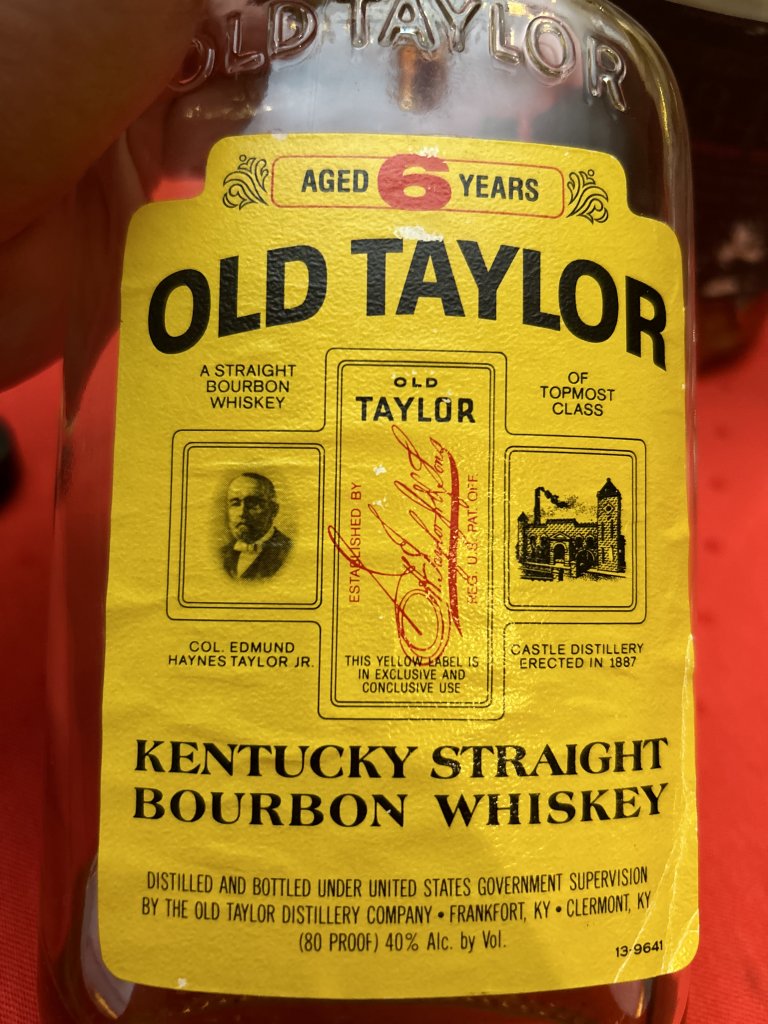 OLD TAYLOR
AGED 6 YEARS
OLD TAYLOR
A STRAIGHT
BOURBON
WHISKEY
OF
TOPMOST
CLASS
OLD
TAYLOR
ESTABLISHED BY
E. H. Taylor Jr & Sons
REG. U.S. PAT. OFF.
COL. EDMUND
HAYNES TAYLOR JR.
THIS YELLOW LABEL IS
IN EXCLUSIVE AND
CONCLUSIVE USE
CASTLE DISTILLERY
ERECTED IN 1887
KENTUCKY STRAIGHT
BOURBON WHISKEY
DISTILLED AND BOTTLED UNDER UNITED STATES GOVERNMENT SUPERVISION
BY THE OLD TAYLOR DISTILLERY COMPANY • FRANKFORT, KY • CLERMONT, KY
(80 PROOF) 40% Alc. by Vol.
13-9641